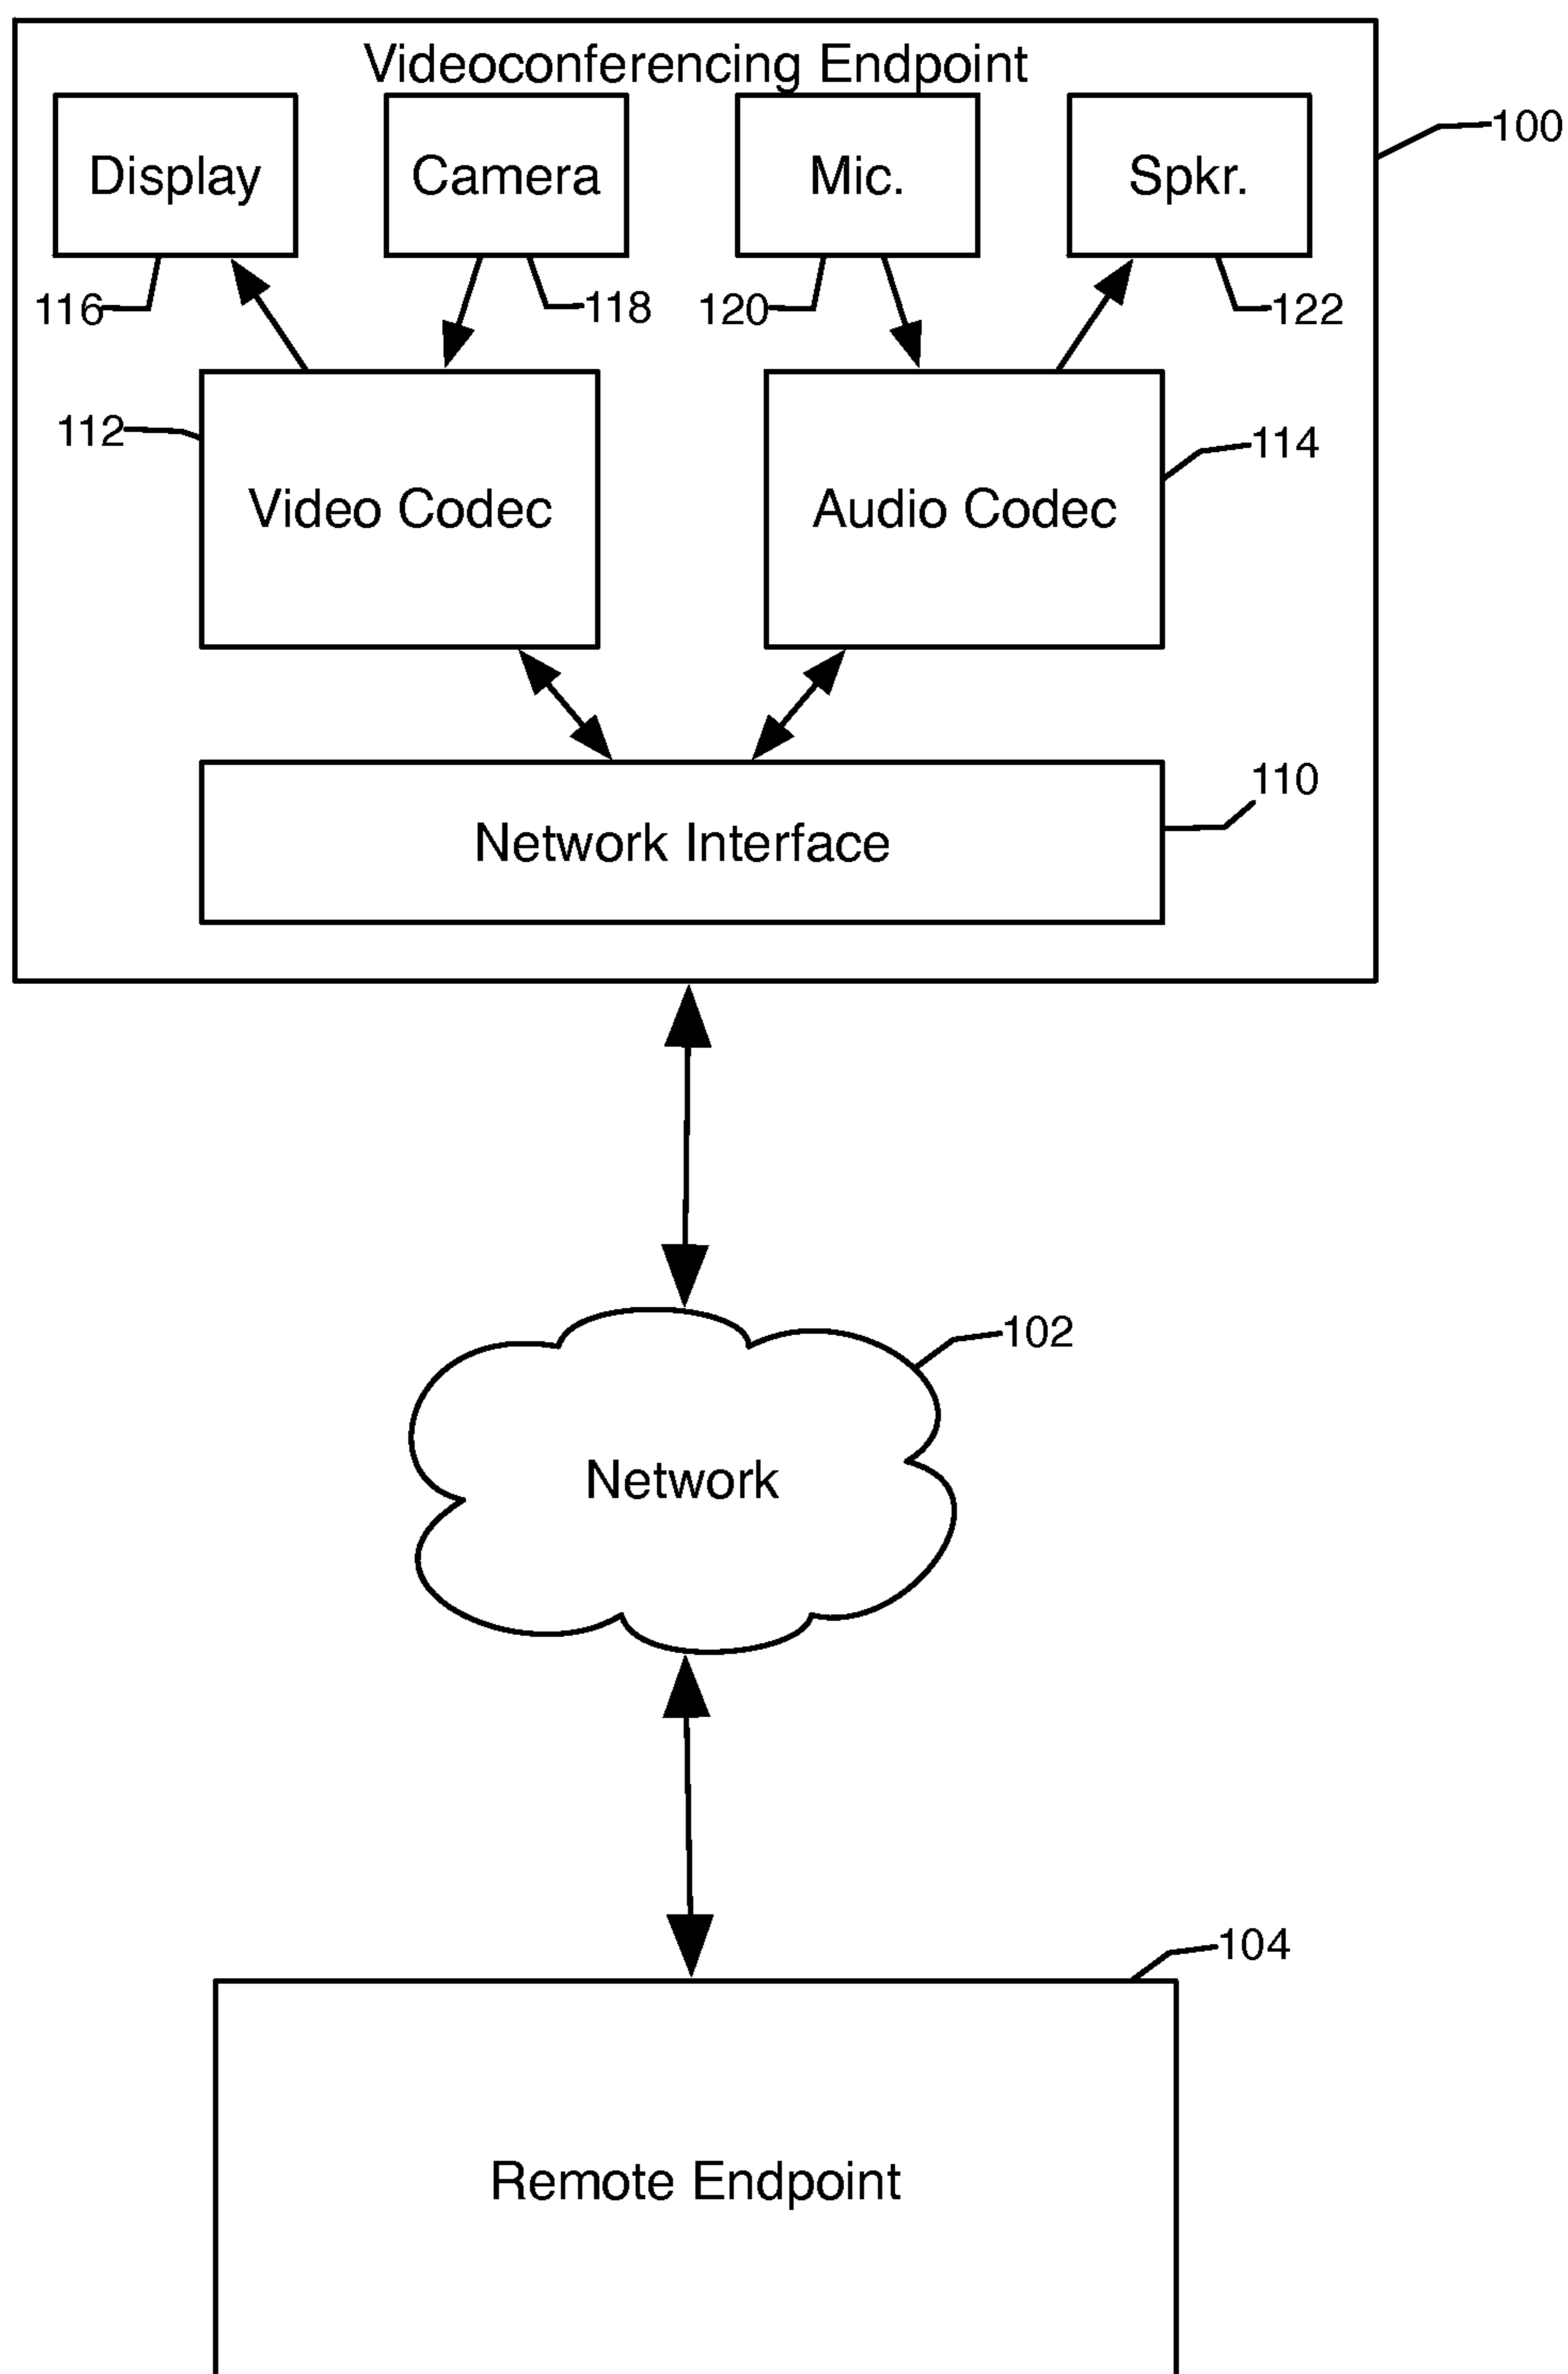 Videoconferencing Endpoint
100
Display
Camera
Mic.
Spkr.
116
118
120
122
112
114
Video Codec
Audio Codec
110
Network Interface
102
Network
104
Remote Endpoint